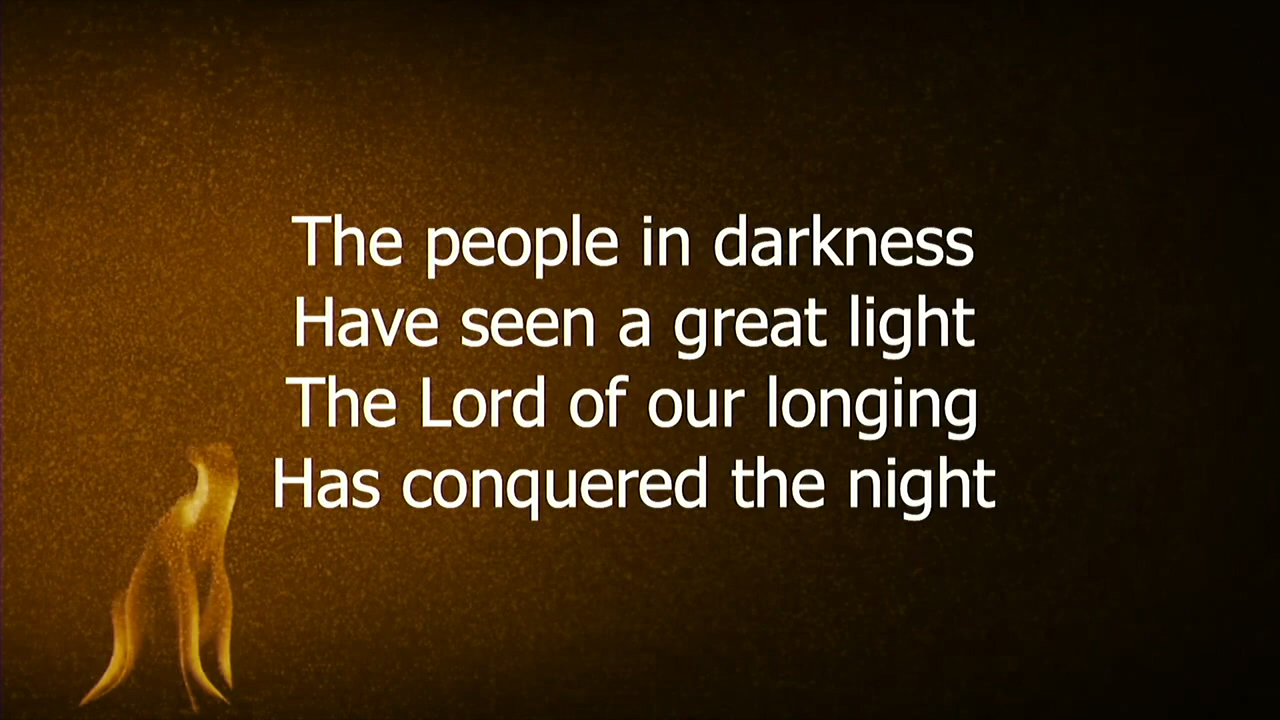 The people in darkness
Have seen a great light
The Lord of our longing
Has conquered the night